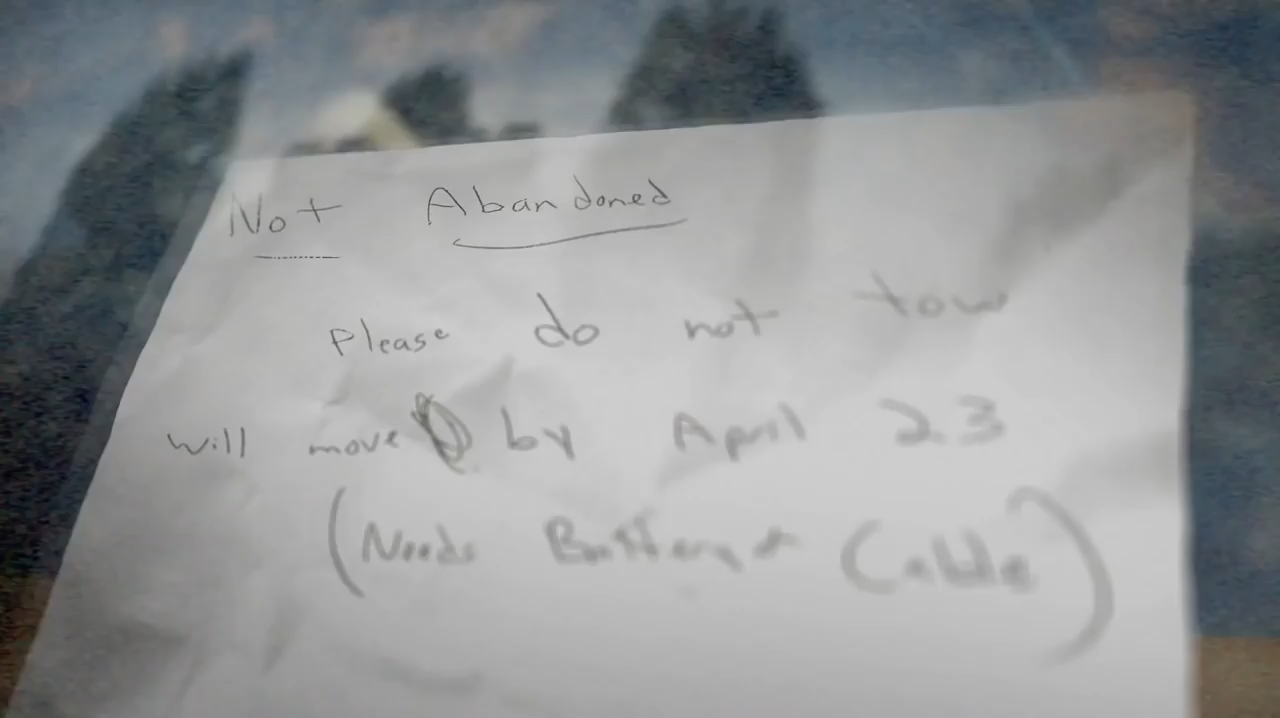 Not Abandoned
Please do not tow
Will move by April 23
(Needs Battery + Cable)